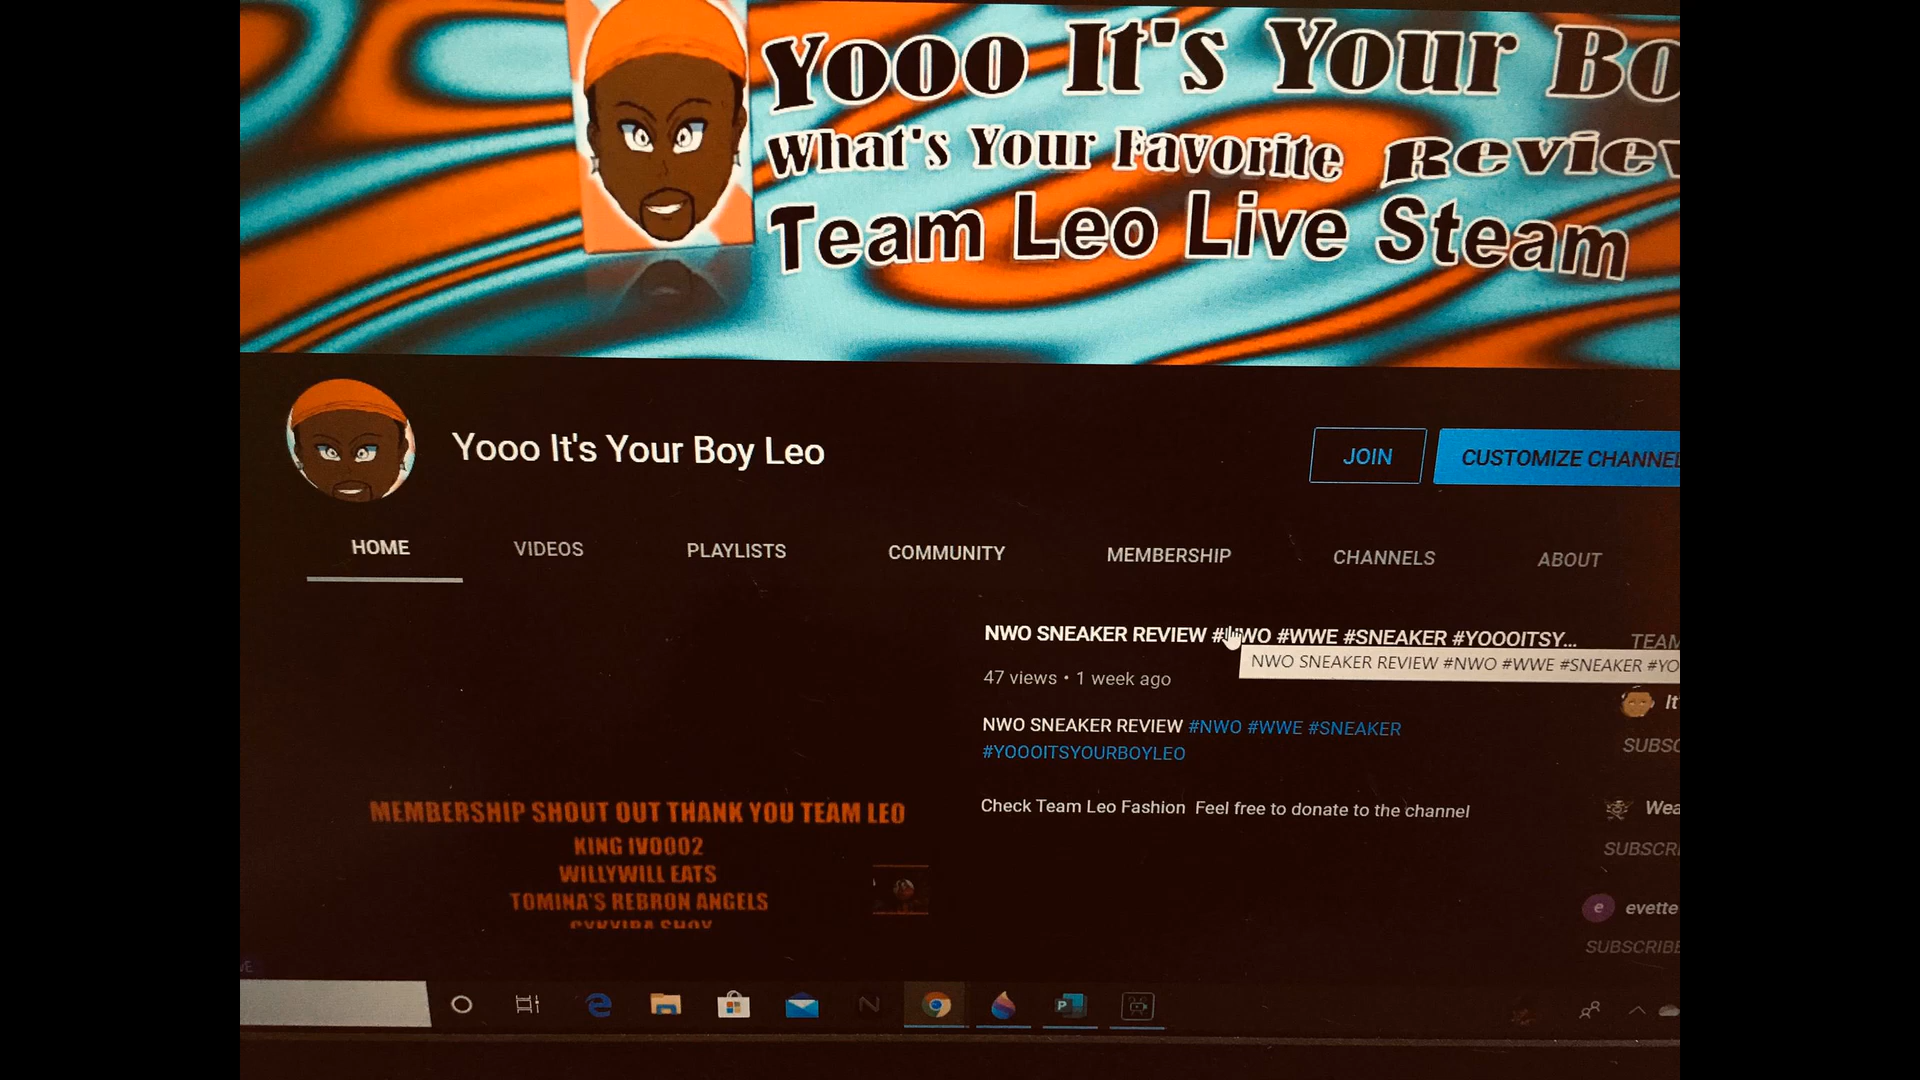 Yooo It's Your Bo
What's Your Favorite Review
Team Leo Live Steam
Yooo It's Your Boy Leo
JOIN
CUSTOMIZE CHANNEL
HOME VIDEOS PLAYLISTS COMMUNITY MEMBERSHIP CHANNELS ABOUT
NWO SNEAKER REVIEW #NWO #WWE #SNEAKER #YOOOITSY...
NWO SNEAKER REVIEW #NWO #WWE #SNEAKER #YO
47 views • 1 week ago
NWO SNEAKER REVIEW #NWO #WWE #SNEAKER
#YOOOITSYOURBOYLEO
Check Team Leo Fashion Feel free to donate to the channel
MEMBERSHIP SHOUT OUT THANK YOU TEAM LEO
KING IV0002
WILLYWILL EATS
TOMINA'S REBRON ANGELS
TEAM
It'
SUBSC
Wea
SUBSCRI
e evette
SUBSCRIBE